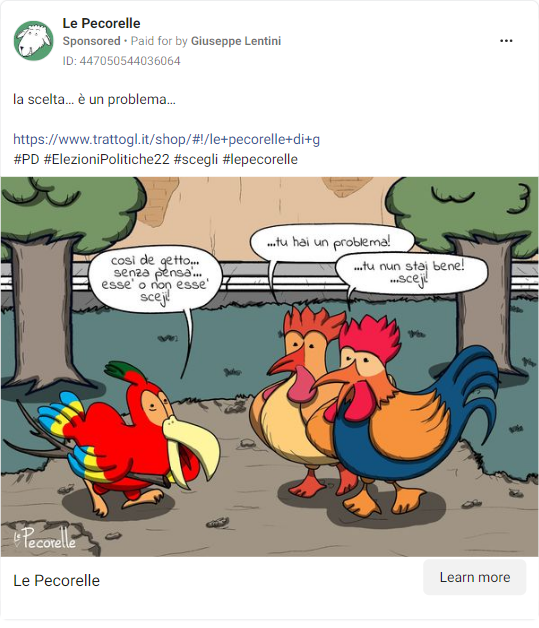 Le Pecorelle
Sponsored • Paid for by Giuseppe Lentini
ID: 447050544036064
la scelta... è un problema...
https://www.trattogl.it/shop/#!/le+pecorelle+di+g
#PD #ElezioniPolitiche22 #scegli #lepecorelle
...tu hai un problema!
così de getto...
senza pensa'...
esse' o non esse'
sceji!
...tu nun staj bene!
...sceji!
Le Pecorelle
Le Pecorelle
Learn more